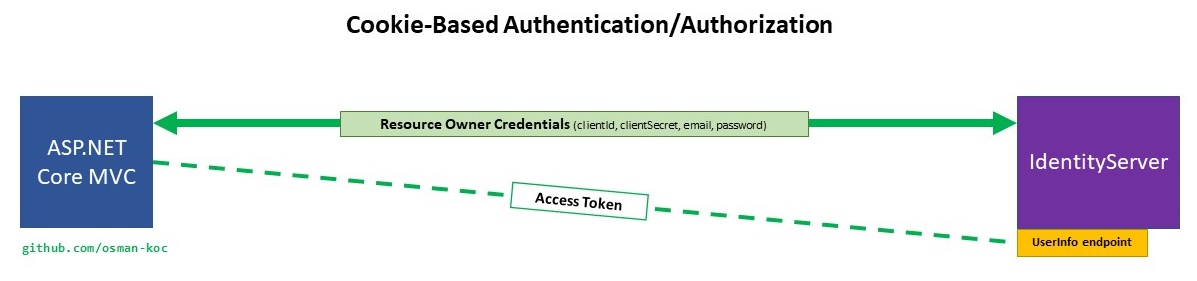 Cookie-Based Authentication/Authorization
ASP.NET
Core MVC
Resource Owner Credentials (clientId, clientSecret, email, password)
IdentityServer
Access Token
UserInfo endpoint
github.com/osman-koc